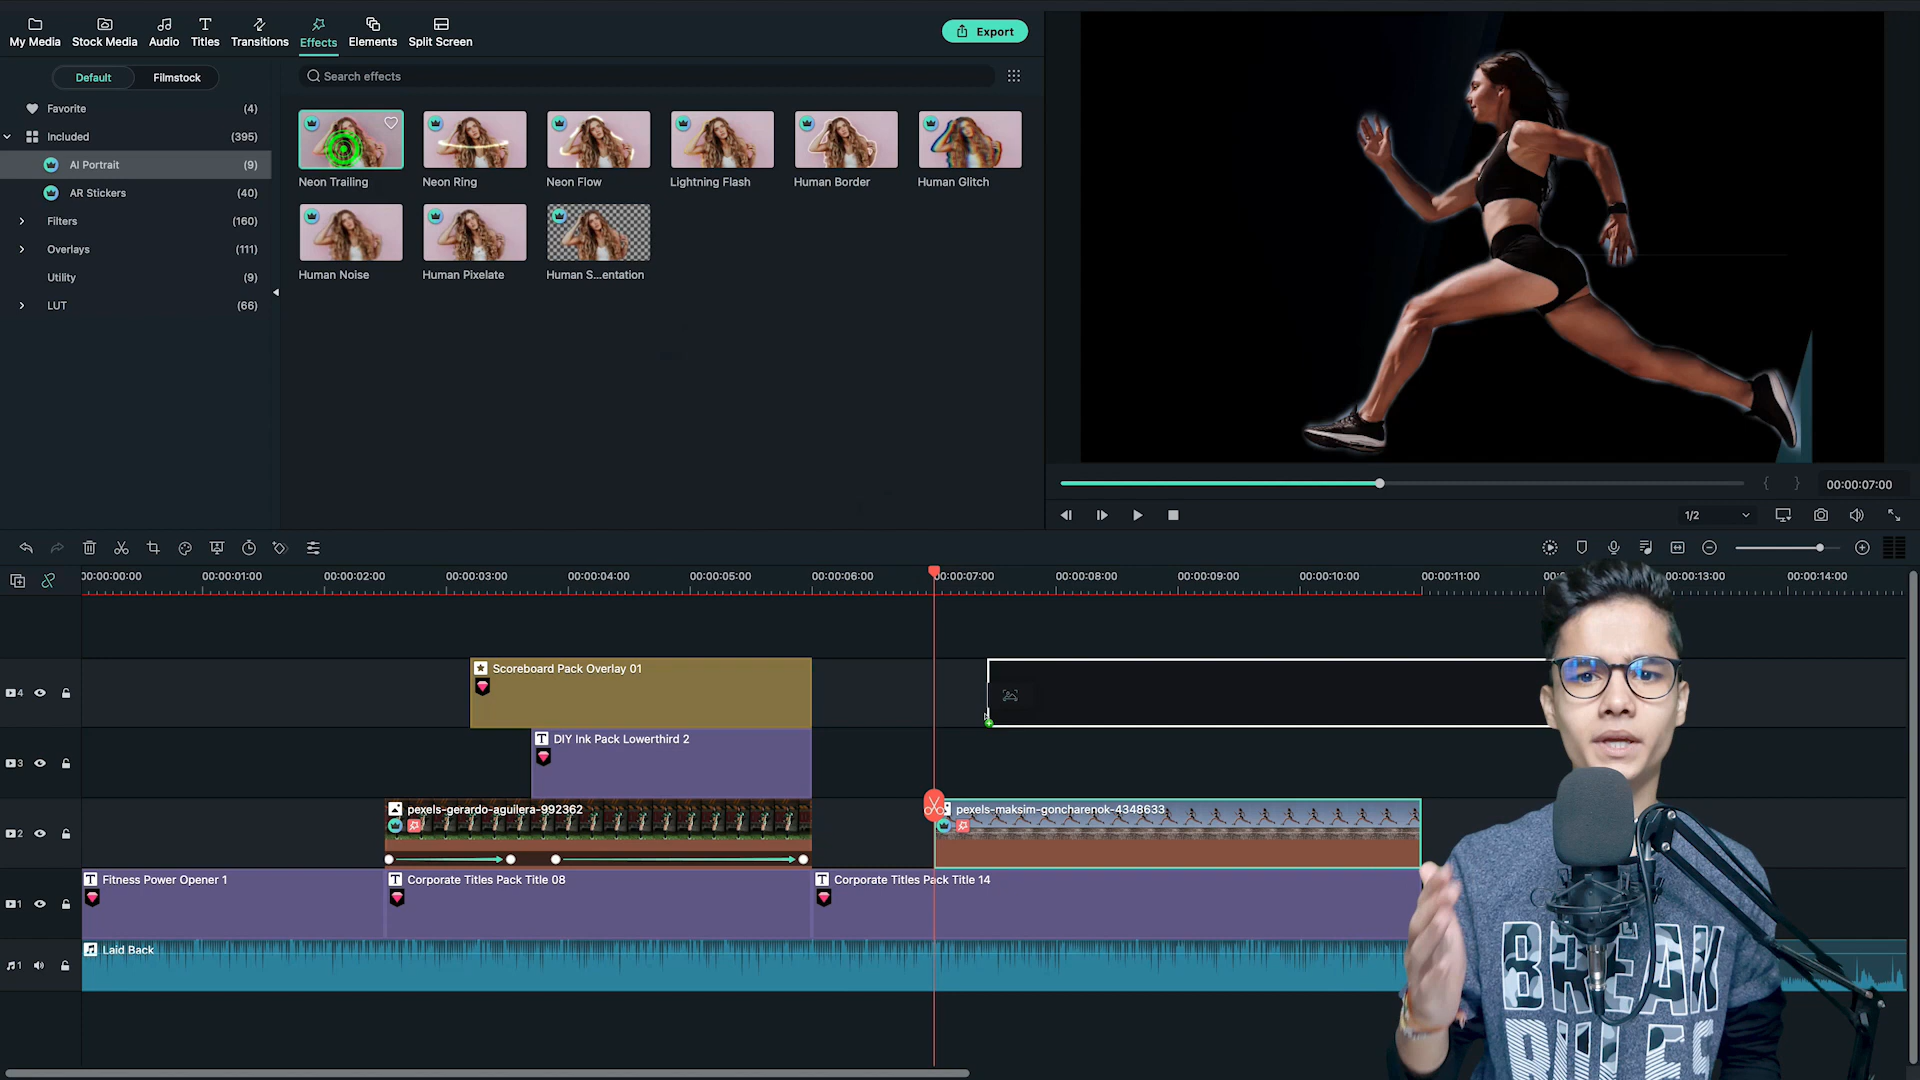 My Media
Stock Media
Audio
Titles
Transitions
Effects
Elements
Split Screen
Export
Default
Filmstock
Search effects
Favorite (4)
Included (395)
AI Portrait (9)
AR Stickers (40)
Filters (160)
Overlays (111)
Utility (9)
LUT (66)
Neon Trailing
Neon Ring
Neon Flow
Lightning Flash
Human Border
Human Glitch
Human Noise
Human Pixelate
Human S...entation
00:00:07:00
1/2
00:00:00:00
00:00:01:00
00:00:02:00
00:00:03:00
00:00:04:00
00:00:05:00
00:00:06:00
00:00:07:00
00:00:08:00
00:00:09:00
00:00:10:00
00:00:11:00
00:00:13:00
00:00:14:00
4
Scoreboard Pack Overlay 01
3
DIY Ink Pack Lowerthird 2
2
pexels-gerardo-aguilera-992362
pexels-maksim-goncharenok-4348633
1
Fitness Power Opener 1
Corporate Titles Pack Title 08
Corporate Titles Pack Title 14
1
Laid Back
BREAK
RULES